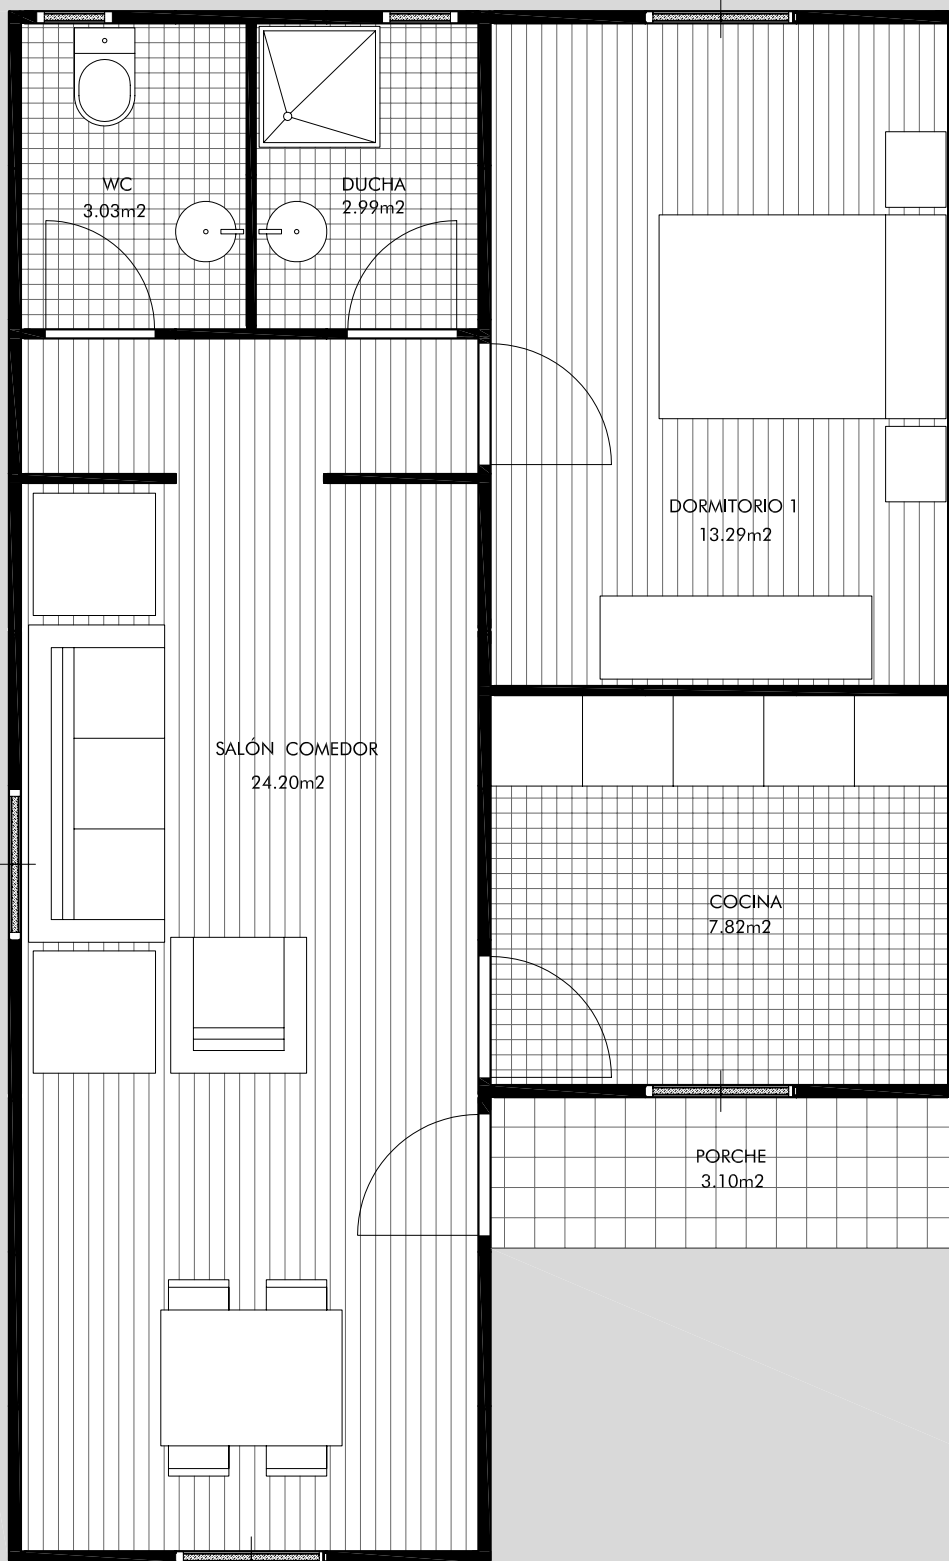 WC
3.03m2
DUCHA
2.99m2
DORMITORIO 1
13.29m2
SALÓN COMEDOR
24.20m2
COCINA
7.82m2
PORCHE
3.10m2